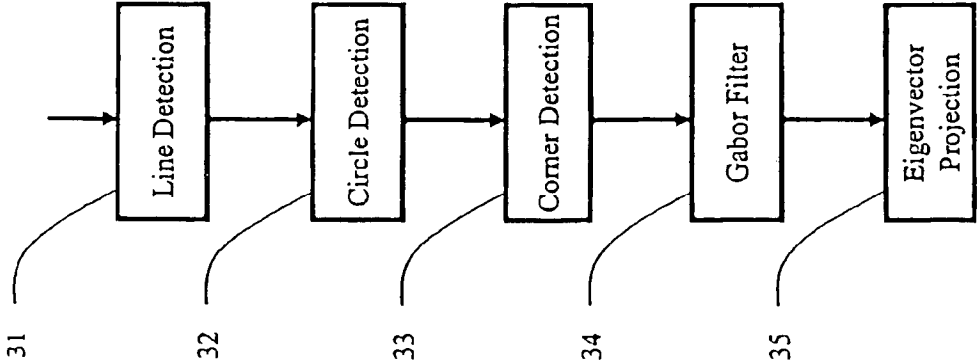 31
Line Detection
32
Circle Detection
33
Corner Detection
34
Gabor Filter
35
Eigenvector
Projection